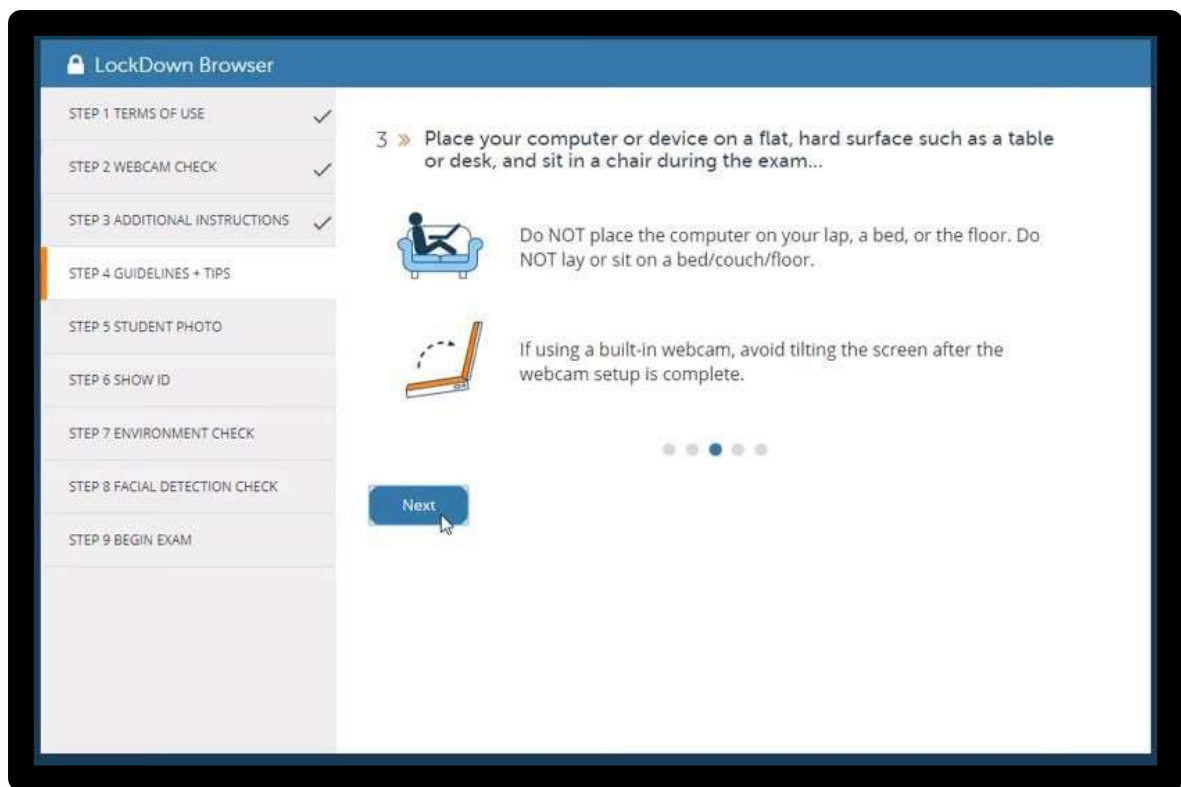 LockDown Browser
STEP 1 TERMS OF USE
STEP 2 WEBCAM CHECK
STEP 3 ADDITIONAL INSTRUCTIONS
STEP 4 GUIDELINES + TIPS
STEP 5 STUDENT PHOTO
STEP 6 SHOW ID
STEP 7 ENVIRONMENT CHECK
STEP 8 FACIAL DETECTION CHECK
STEP 9 BEGIN EXAM
3 » Place your computer or device on a flat, hard surface such as a table
or desk, and sit in a chair during the exam...
Do NOT place the computer on your lap, a bed, or the floor. Do
NOT lay or sit on a bed/couch/floor.
If using a built-in webcam, avoid tilting the screen after the
webcam setup is complete.
Next